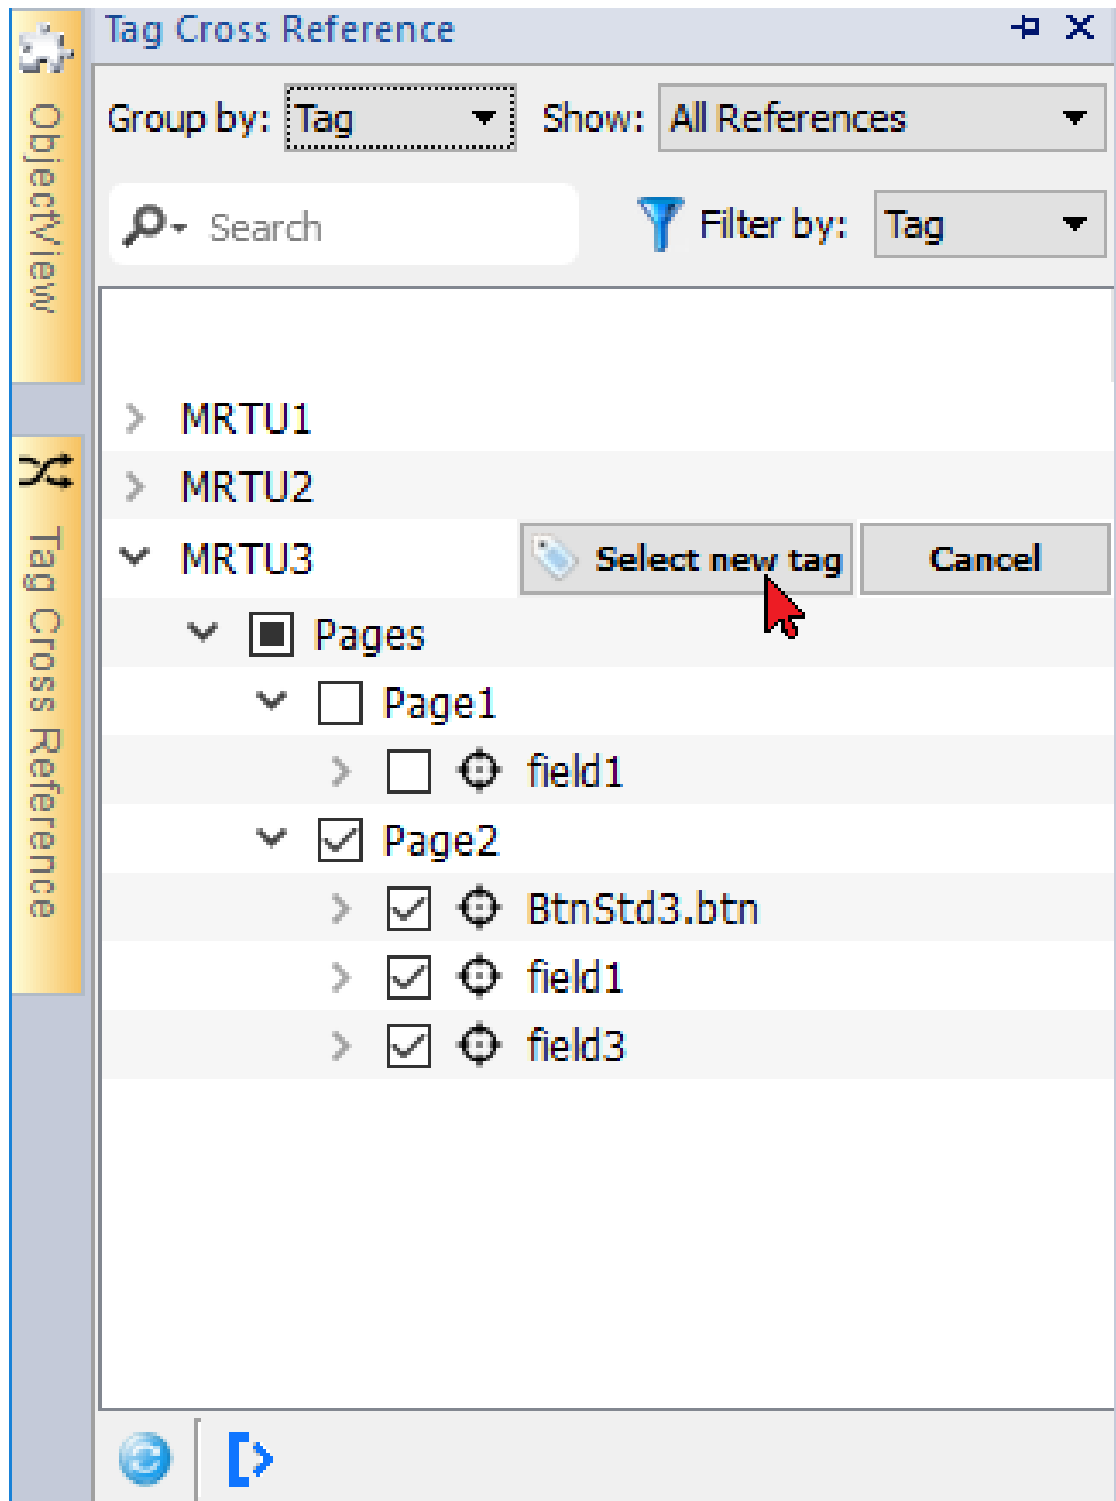 Tag Cross Reference
Group by: Tag Show: All References
Search Filter by: Tag
MRTU1
MRTU2
MRTU3 Select new tag Cancel
Pages
Page1
field1
Page2
BtnStd3.btn
field1
field3
ObjectView
Tag Cross Reference